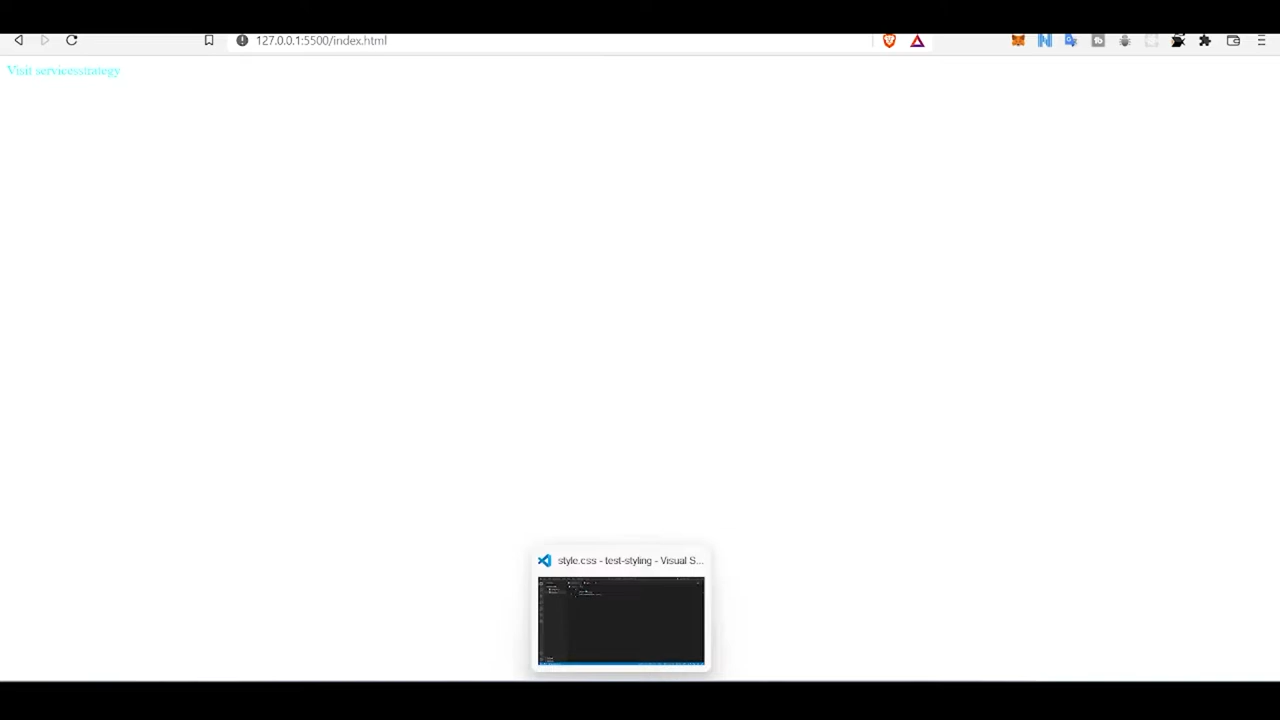 127.0.0.1:5500/index.html
Visit servicesstrategy
style.css - test-styling - Visual S...